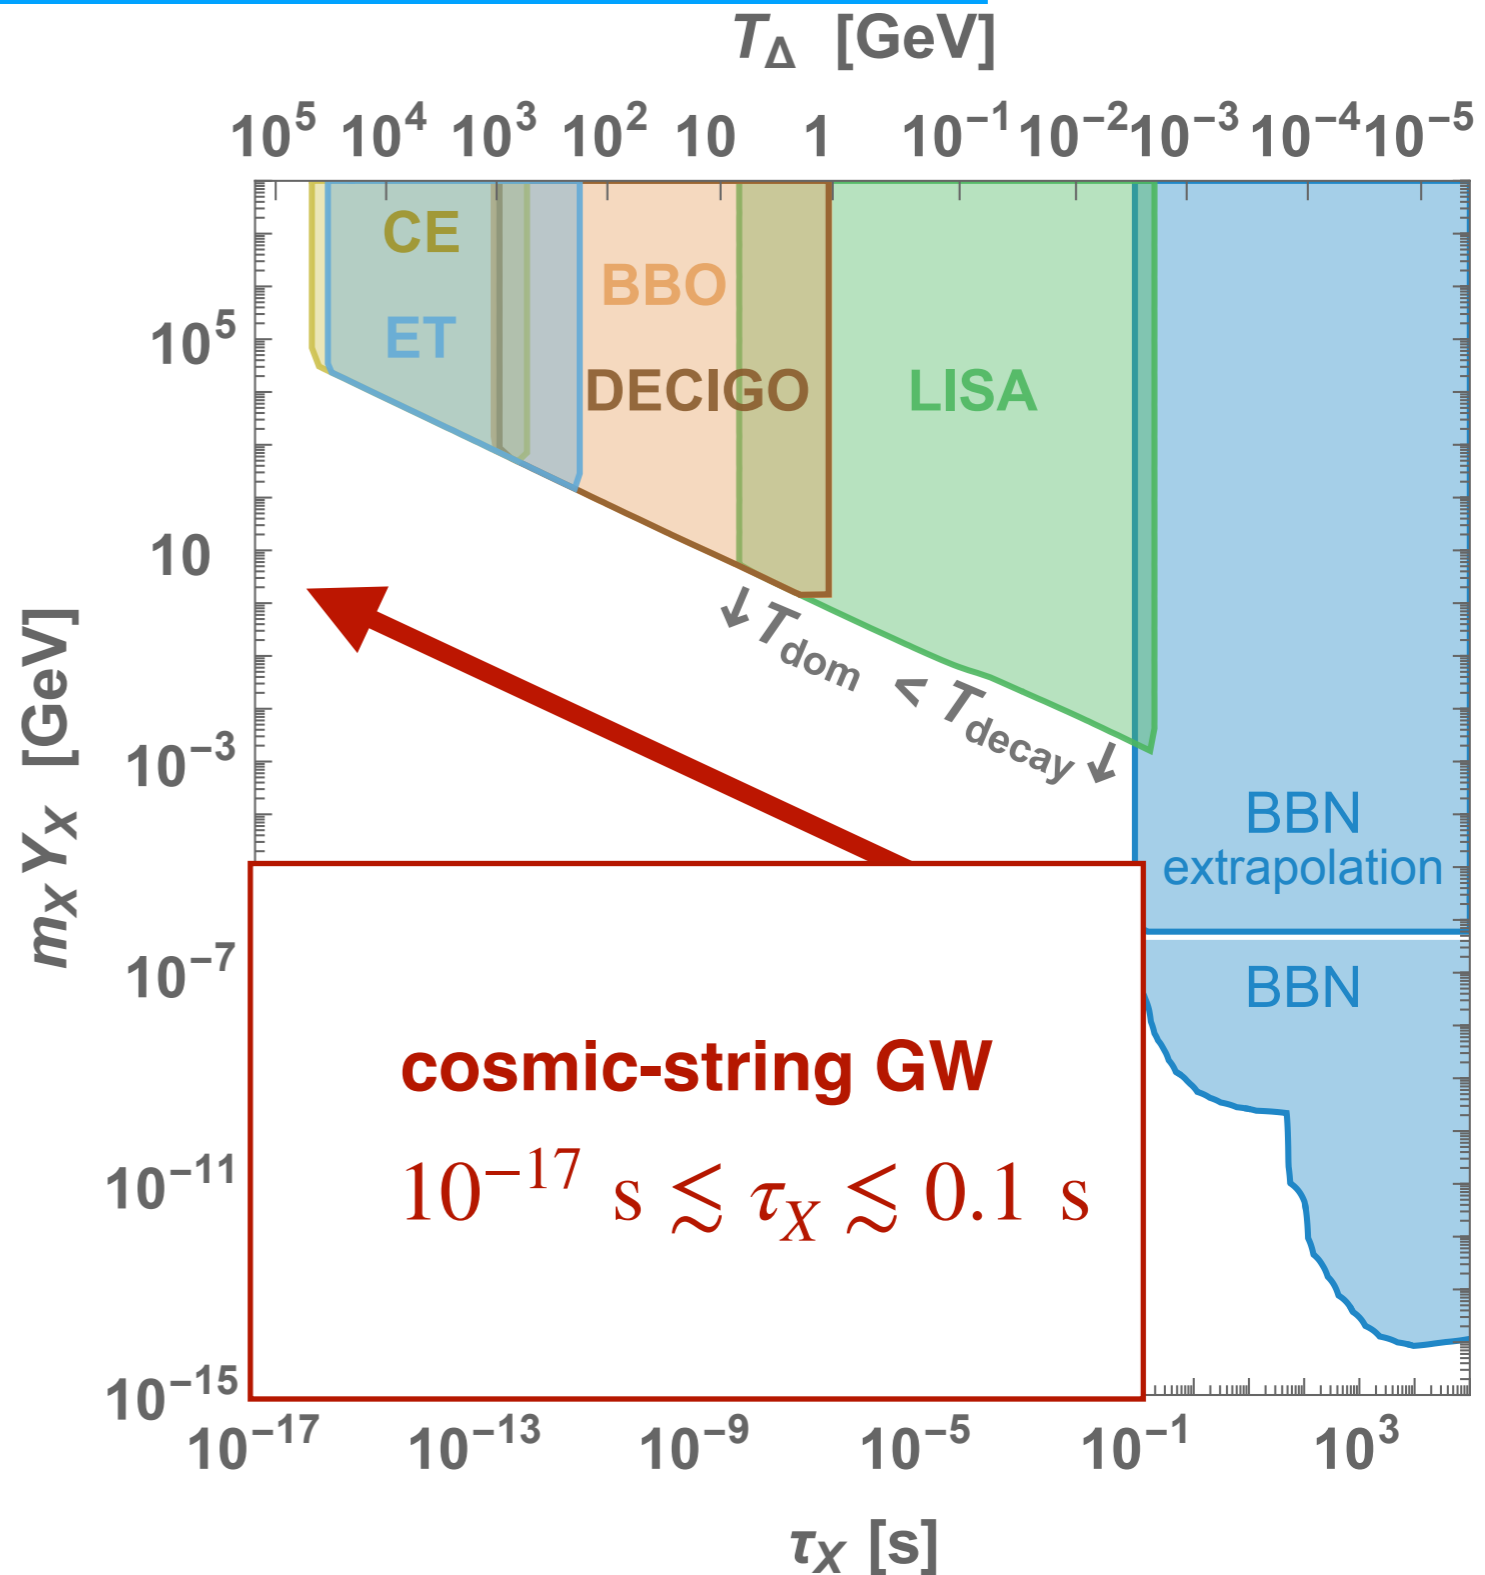 T_Δ [GeV]
10^5 10^4 10^3 10^2 10 1 10^−1 10^−2 10^−3 10^−4 10^−5
CE
BBO
ET
10^5
DECIGO
LISA
10
↓ T_dom < T_decay ↓
m_X Y_X [GeV]
10^−3
BBN
extrapolation
10^−7
BBN
cosmic-string GW
10^−11
10^−17 s ≲ τ_X ≲ 0.1 s
10^−15
10^−17 10^−13 10^−9 10^−5 10^−1 10^3
τ_X [s]